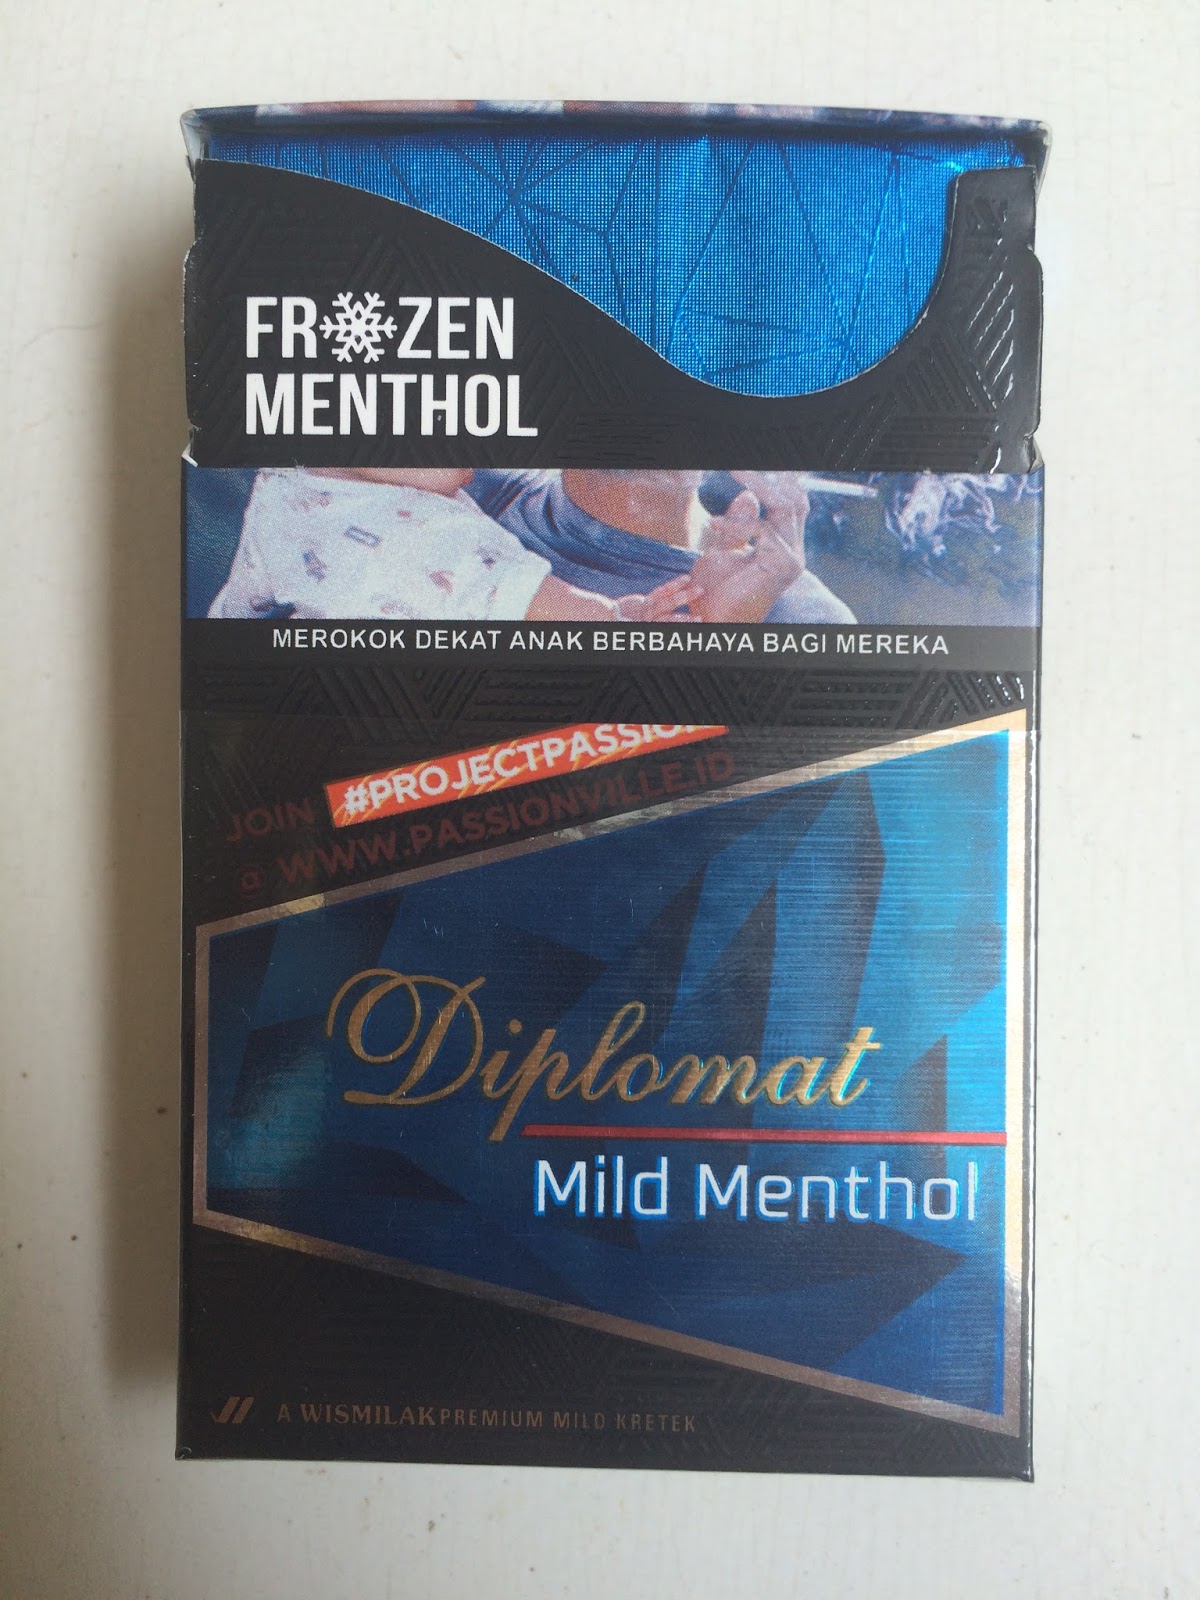 FROZEN
MENTHOL
MEROKOK DEKAT ANAK BERBAHAYA BAGI MEREKA
JOIN #PROJECTPASSION
@ WWW.PASSIONVILLE.ID
Diplomat
Mild Menthol
A WISMILAK PREMIUM MILD KRETEK